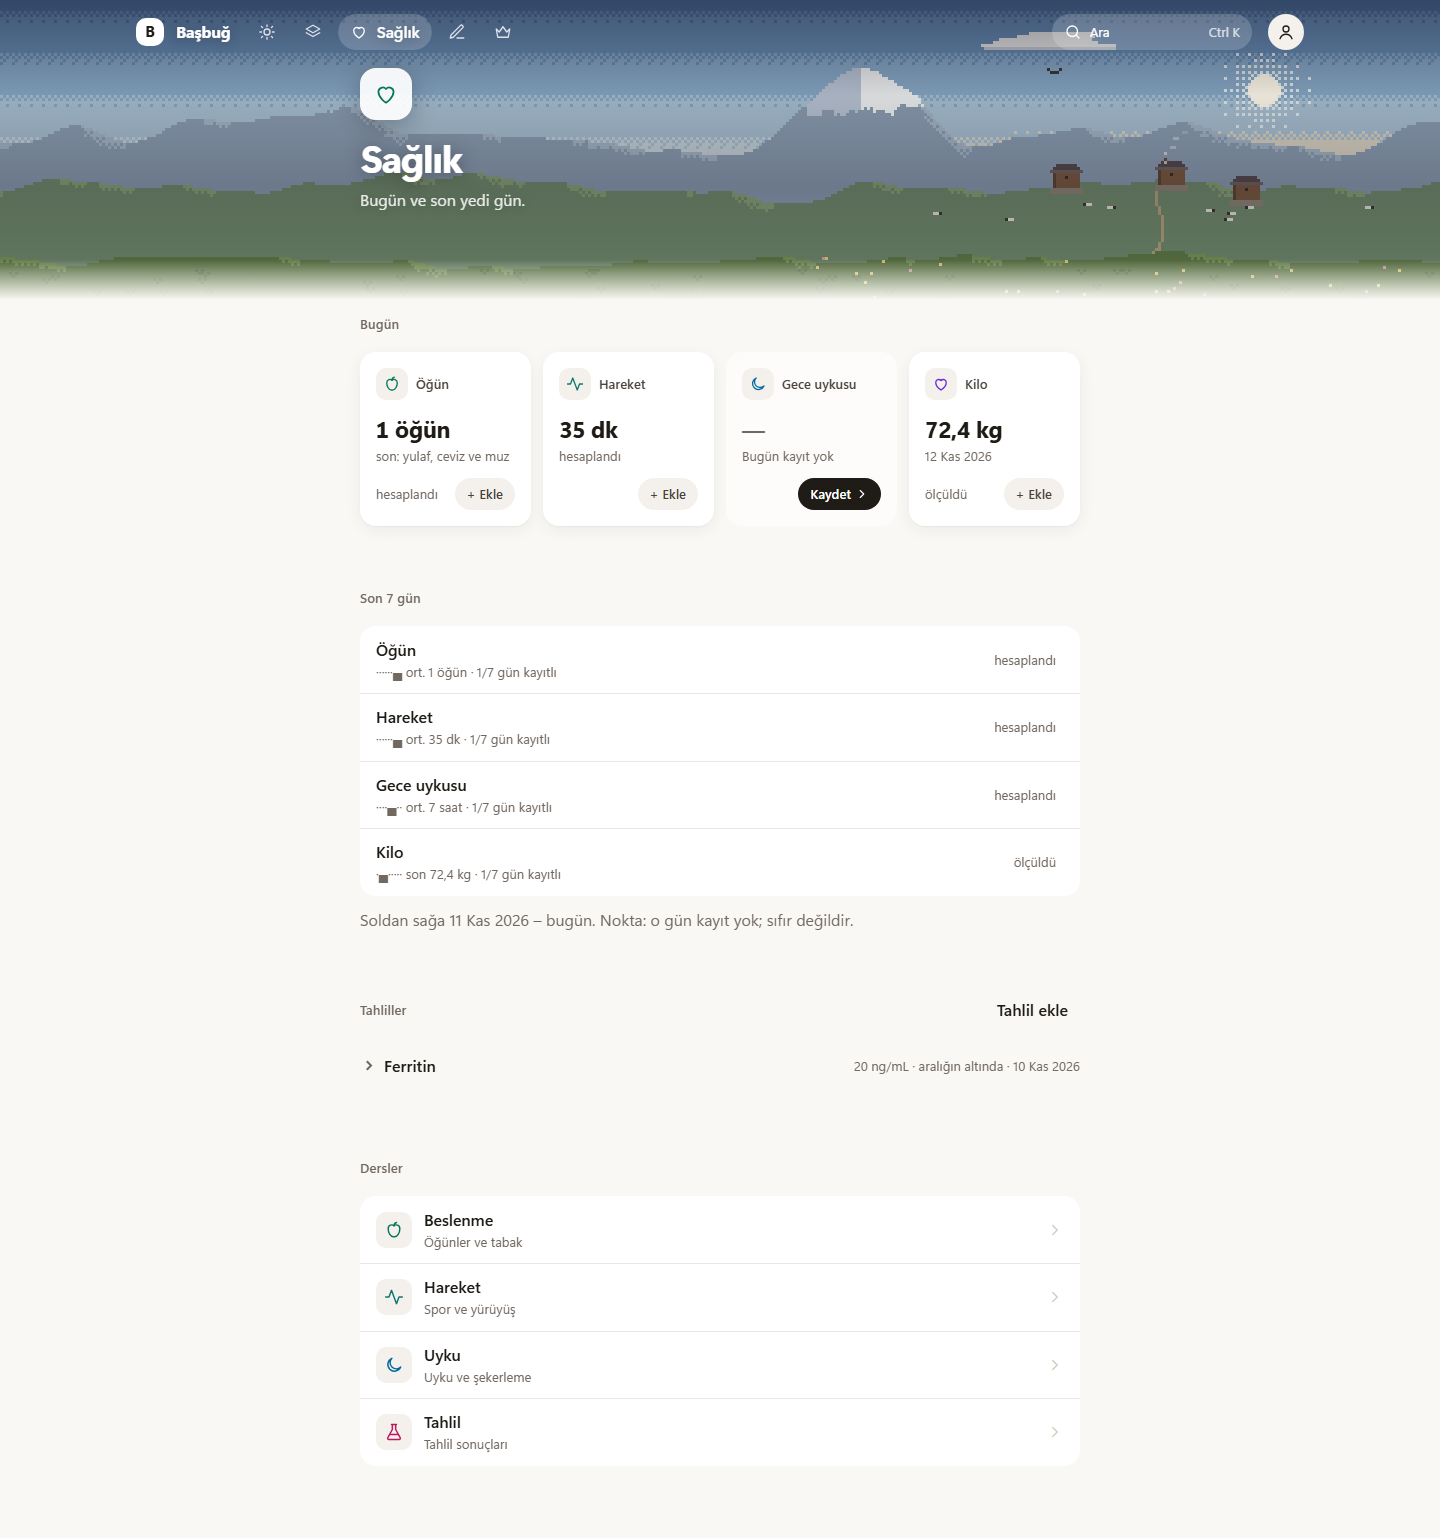 B Başbuğ Sağlık Ara Ctrl K
Sağlık
Bugün ve son yedi gün.
Bugün
Öğün
1 öğün
son: yulaf, ceviz ve muz
hesaplandı + Ekle
Hareket
35 dk
hesaplandı
+ Ekle
Gece uykusu
—
Bugün kayıt yok
Kaydet
Kilo
72,4 kg
12 Kas 2026
ölçüldü + Ekle
Son 7 gün
Öğün
ort. 1 öğün · 1/7 gün kayıtlı
hesaplandı
Hareket
ort. 35 dk · 1/7 gün kayıtlı
hesaplandı
Gece uykusu
ort. 7 saat · 1/7 gün kayıtlı
hesaplandı
Kilo
son 72,4 kg · 1/7 gün kayıtlı
ölçüldü
Soldan sağa 11 Kas 2026 – bugün. Nokta: o gün kayıt yok; sıfır değildir.
Tahliller Tahlil ekle
Ferritin 20 ng/mL · aralığın altında · 10 Kas 2026
Dersler
Beslenme
Öğünler ve tabak
Hareket
Spor ve yürüyüş
Uyku
Uyku ve şekerleme
Tahlil
Tahlil sonuçları